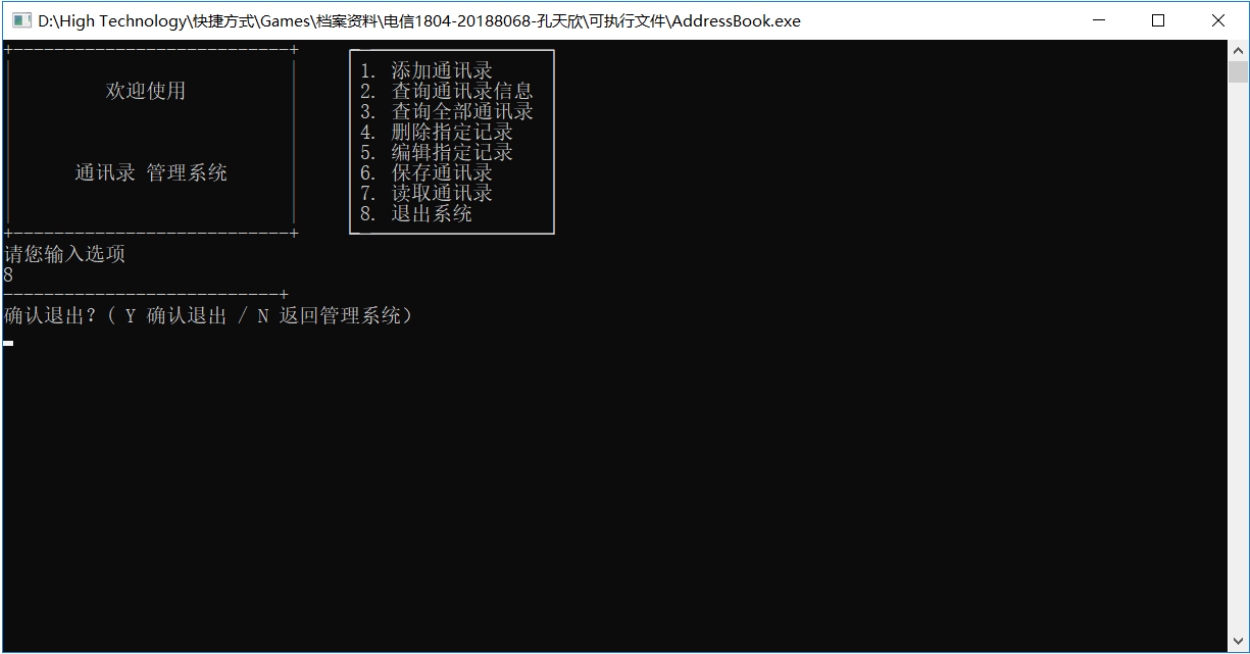 D:\High Technology\快捷方式\Games\档案资料\电信1804-20188068-孔天欣\可执行文件\AddressBook.exe
欢迎使用
通讯录 管理系统
1. 添加通讯录
2. 查询通讯录信息
3. 查询全部通讯录
4. 删除指定记录
5. 编辑指定记录
6. 保存通讯录
7. 读取通讯录
8. 退出系统
请您输入选项
8
---------------------------+
确认退出？( Y 确认退出 / N 返回管理系统)